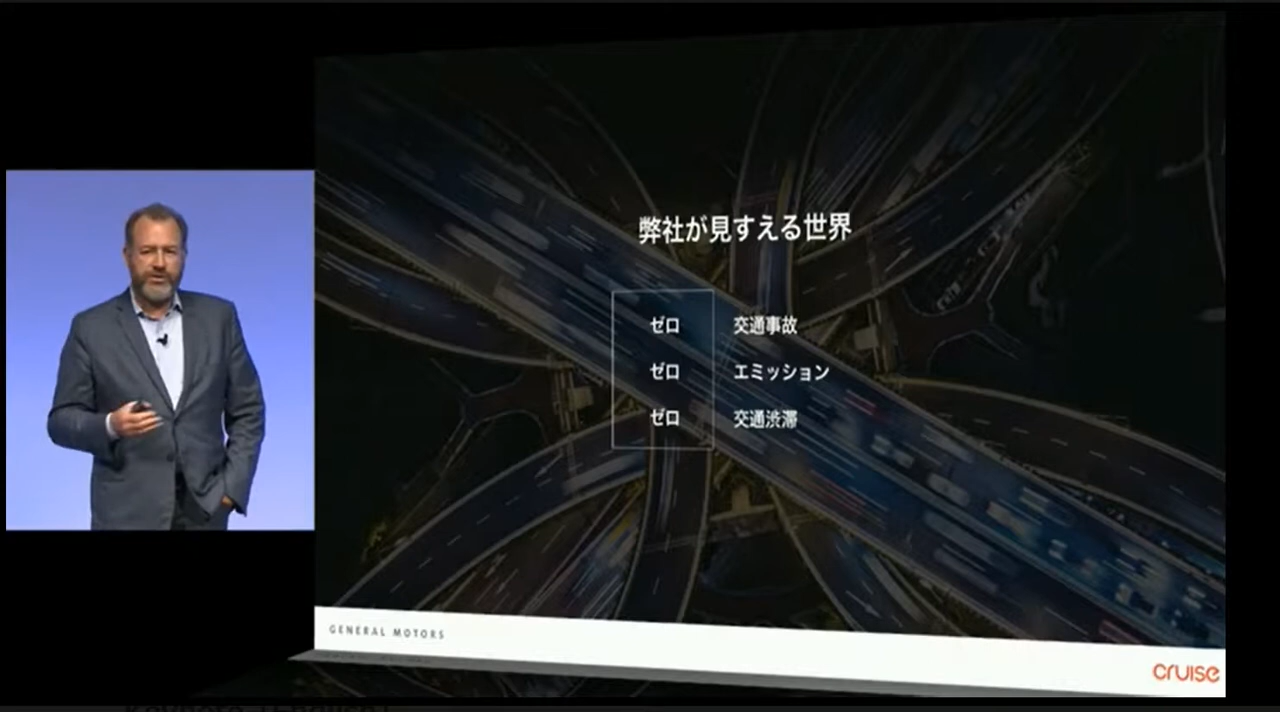 弊社が見すえる世界
ゼロ 交通事故
ゼロ エミッション
ゼロ 交通渋滞
GENERAL MOTORS
cruise